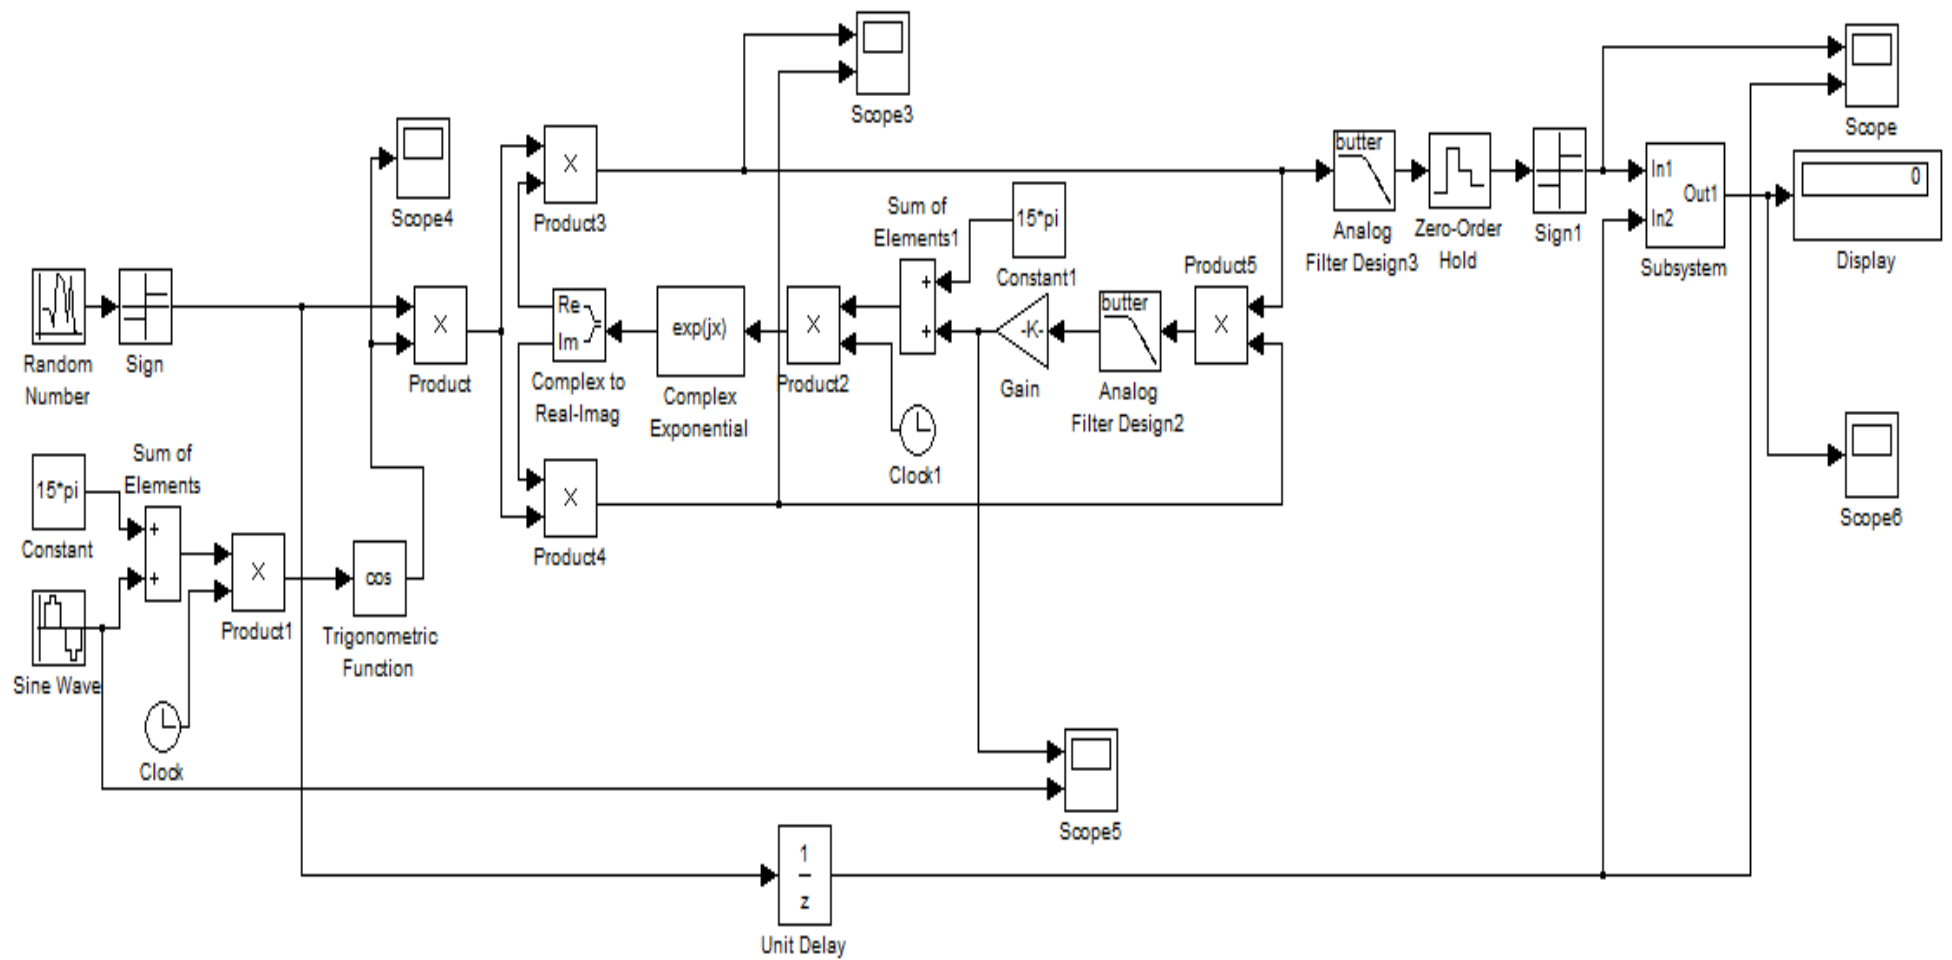 Scope3
Scope
Scope4
X
Product3
butter
Analog
Filter Design3
Zero-Order
Hold
Sign1
In1
In2
Out1
Subsystem
0
Display
Sum of
Elements1
15*pi
Constant1
+
+
Product5
X
Random
Number
Sign
X
Product
Re
Im
Complex to
Real-Imag
exp(jx)
Complex
Exponential
X
Product2
-K-
Gain
butter
Analog
Filter Design2
Clock1
Sum of
Elements
15*pi
Constant
+
+
X
Product4
Scope6
X
Product1
cos
Trigonometric
Function
Sine Wave
Clock
Scope5
1
z
Unit Delay